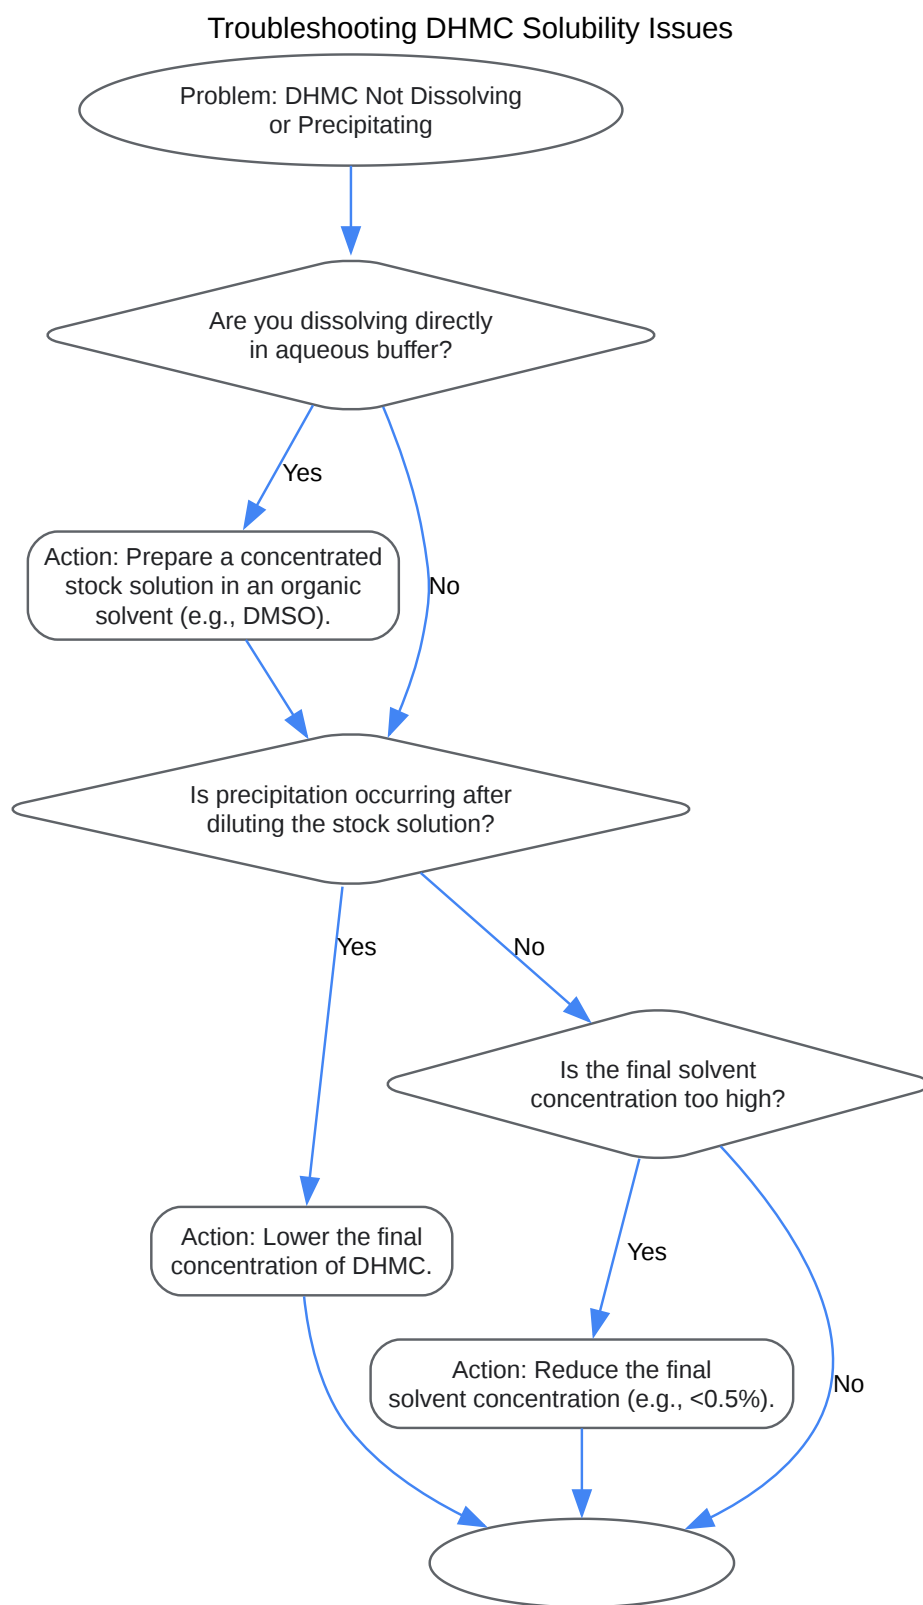 Troubleshooting DHMC Solubility Issues
Problem: DHMC Not Dissolving
or Precipitating
Are you dissolving directly
in aqueous buffer?
Yes
Action: Prepare a concentrated
stock solution in an organic
solvent (e.g., DMSO).
No
Is precipitation occurring after
diluting the stock solution?
Yes
No
Is the final solvent
concentration too high?
Action: Lower the final
concentration of DHMC.
Yes
Action: Reduce the final
solvent concentration (e.g., <0.5%).
No